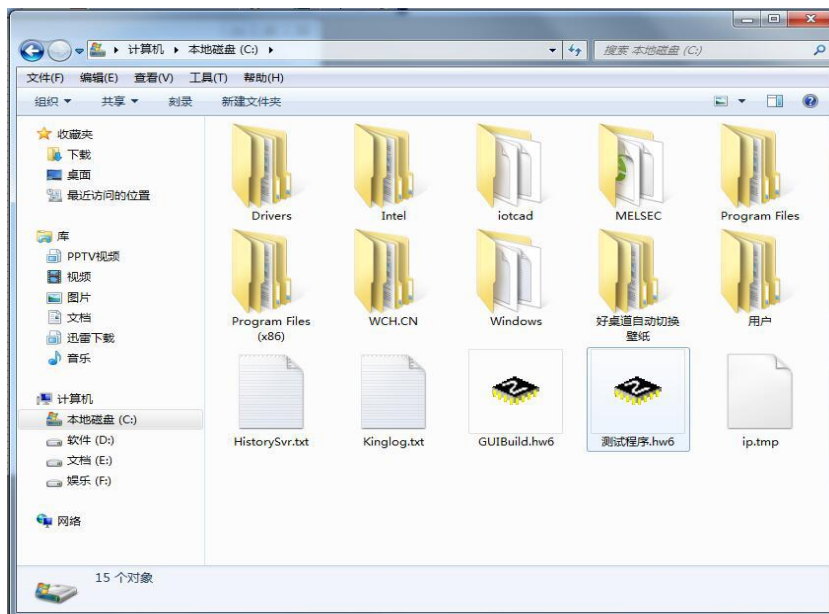 计算机 本地磁盘 (C:)
搜索 本地磁盘 (C:)
文件(F) 编辑(E) 查看(V) 工具(T) 帮助(H)
组织 共享 刻录 新建文件夹
收藏夹
下载
桌面
最近访问的位置
库
PPTV视频
视频
图片
文档
迅雷下载
音乐
计算机
本地磁盘 (C:)
软件 (D:)
文档 (E:)
娱乐 (F:)
网络
Drivers
Intel
iotcad
MELSEC
Program Files
Program Files
(x86)
WCH.CN
Windows
好桌道自动切换
壁纸
用户
HistorySvr.txt
Kinglog.txt
GUIBuild.hw6
测试程序.hw6
ip.tmp
15 个对象